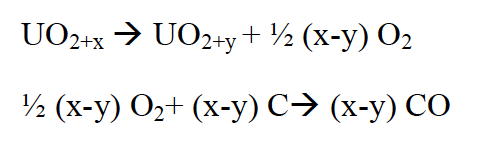 UO₂₊ₓ → UO₂₊ᵧ + ½ (x-y) O₂
½ (x-y) O₂+ (x-y) C→ (x-y) CO